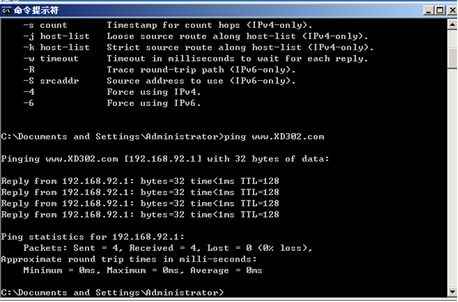 命令提示符
-s count Timestamp for count hops (IPv4-only).
-j host-list Loose source route along host-list (IPv4-only).
-k host-list Strict source route along host-list (IPv4-only).
-w timeout Timeout in milliseconds to wait for each reply.
-R Trace round-trip path (IPv6-only).
-S srcaddr Source address to use (IPv6-only).
-4 Force using IPv4.
-6 Force using IPv6.
C:\Documents and Settings\Administrator>ping www.XD302.com
Pinging www.XD302.com [192.168.92.1] with 32 bytes of data:
Reply from 192.168.92.1: bytes=32 time<1ms TTL=128
Reply from 192.168.92.1: bytes=32 time<1ms TTL=128
Reply from 192.168.92.1: bytes=32 time<1ms TTL=128
Reply from 192.168.92.1: bytes=32 time<1ms TTL=128
Ping statistics for 192.168.92.1:
Packets: Sent = 4, Received = 4, Lost = 0 (0% loss),
Approximate round trip times in milli-seconds:
Minimum = 0ms, Maximum = 0ms, Average = 0ms
C:\Documents and Settings\Administrator>